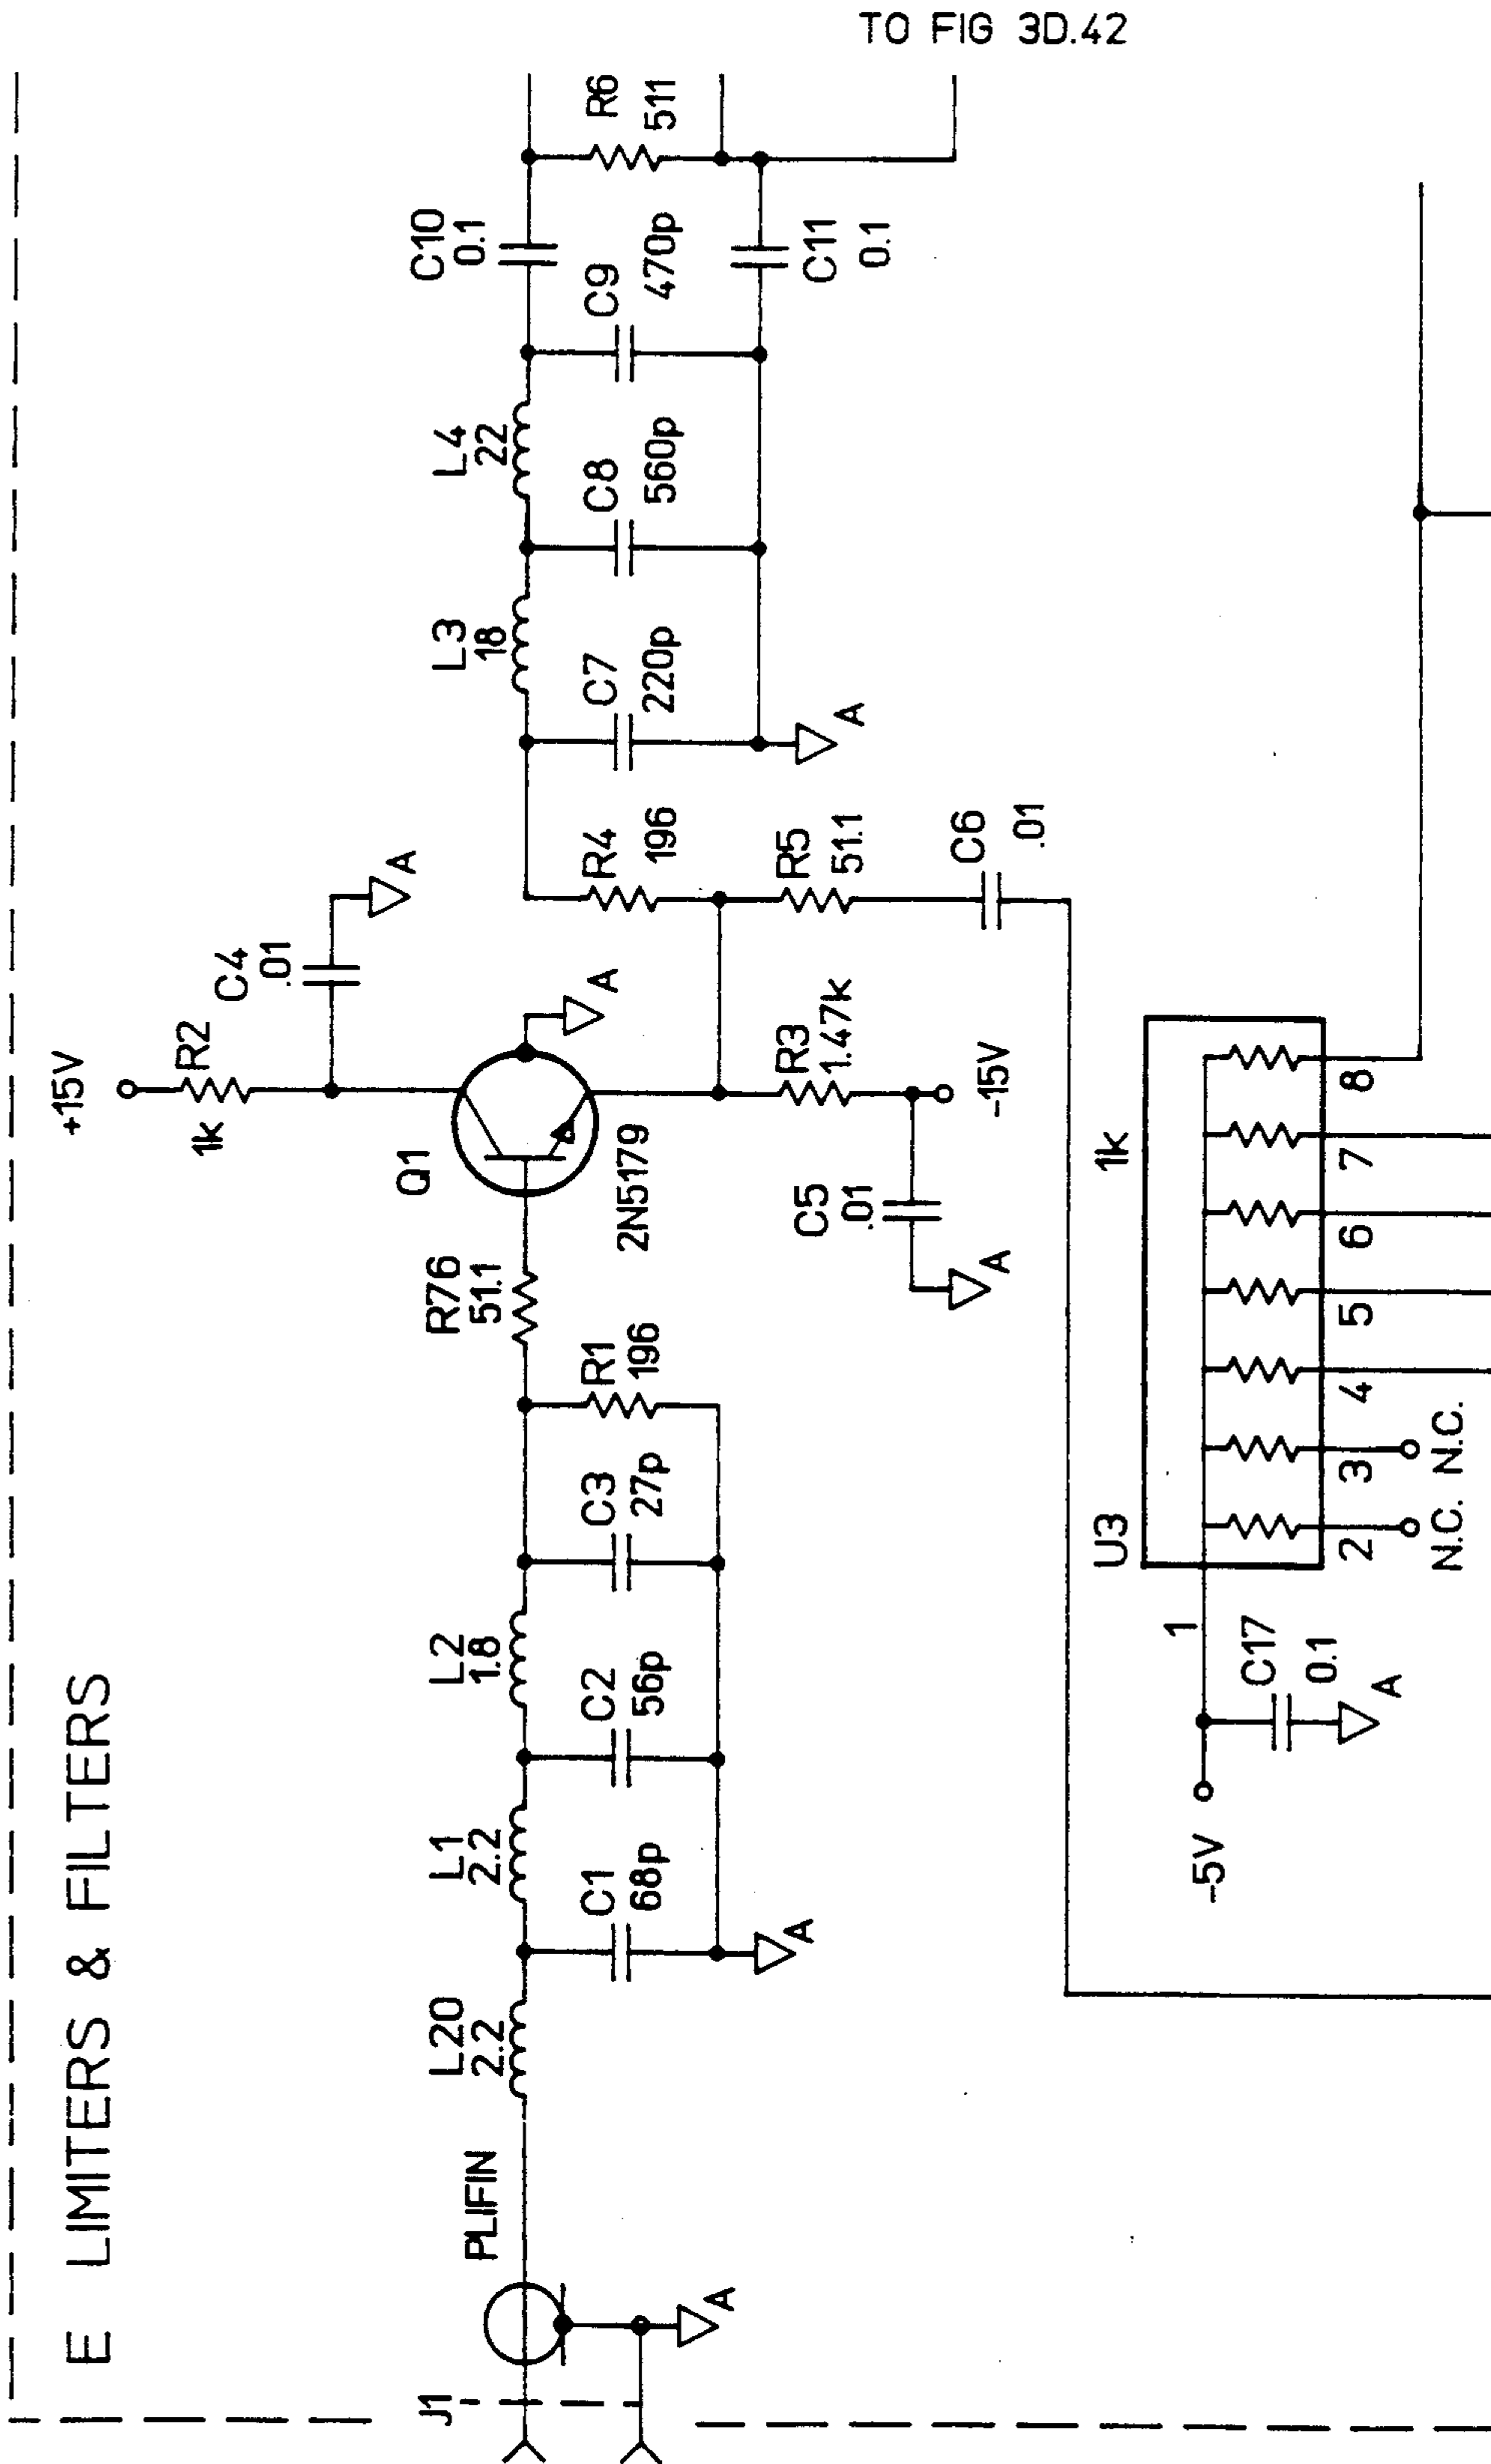 TO FIG 3D.42
E LIMITERS & FILTERS
+15V
R2
1k
C4
.01
A
J1
PLIFIN
A
L20
2.2
L1
2.2
L2
1.8
C1
68p
C2
56p
C3
27p
A
R1
196
R76
51.1
Q1
2N5179
A
R3
1.47k
-15V
C5
.01
A
R4
196
R5
51.1
C6
.01
L3
18
L4
22
C7
220p
C8
560p
C9
470p
A
C10
0.1
C11
0.1
R6
511
U3
1k
1
2
3
4
5
6
7
8
N.C.
N.C.
-5V
C17
0.1
A